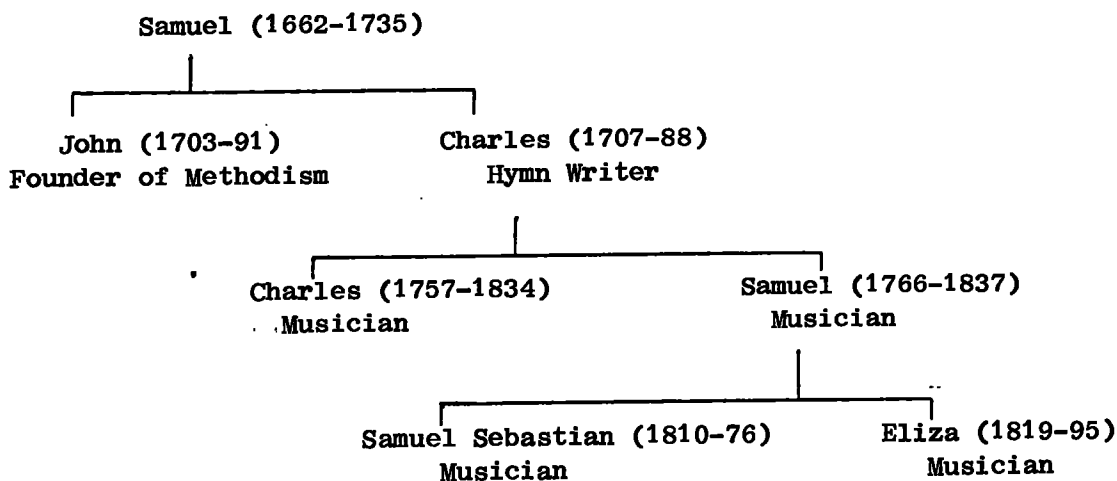 Samuel (1662-1735)
John (1703-91)
Founder of Methodism
Charles (1707-88)
Hymn Writer
Charles (1757-1834)
Musician
Samuel (1766-1837)
Musician
Samuel Sebastian (1810-76)
Musician
Eliza (1819-95)
Musician